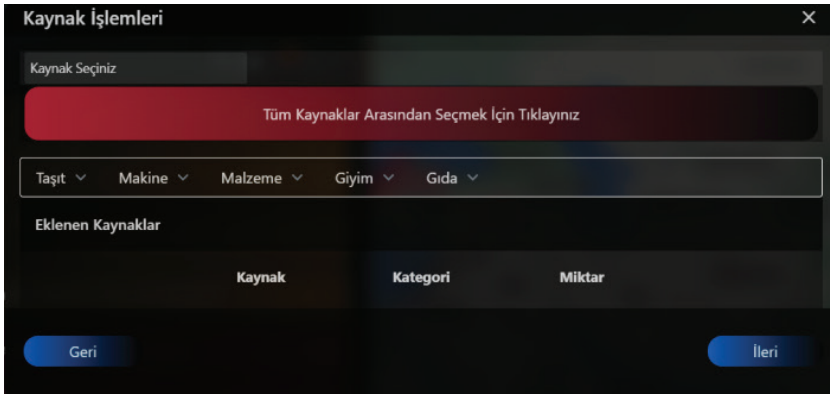 Kaynak İşlemleri
Kaynak Seçiniz
Tüm Kaynaklar Arasından Seçmek İçin Tıklayınız
Taşıt Makine Malzeme Giyim Gıda
Eklenen Kaynaklar
Kaynak Kategori Miktar
Geri İleri